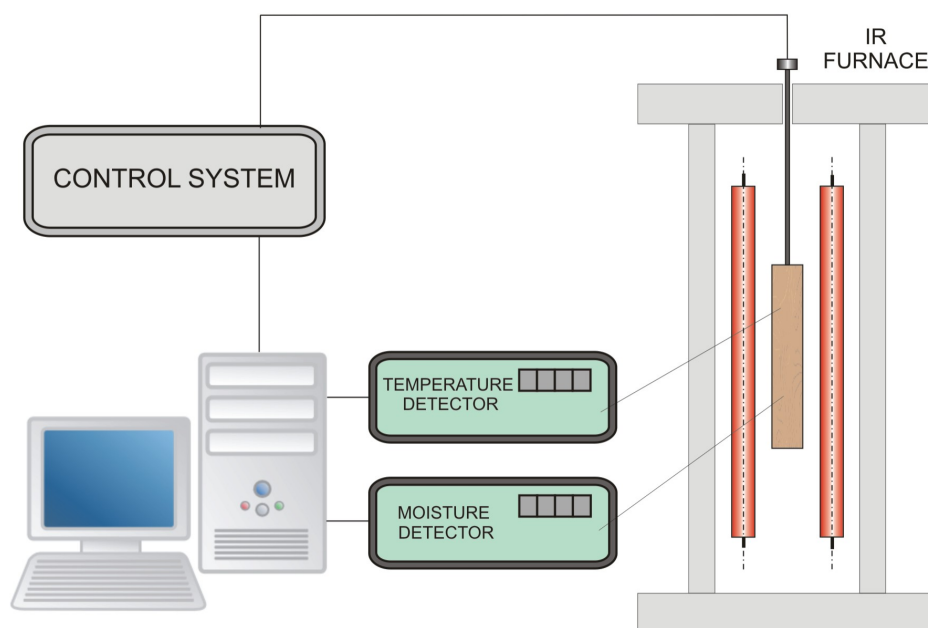 IR
FURNACE
CONTROL SYSTEM
TEMPERATURE
DETECTOR
MOISTURE
DETECTOR